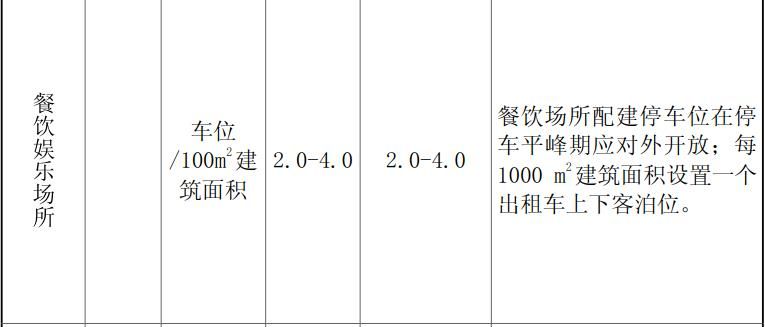 餐饮娱乐场所
车位
/100m²建
筑面积
2.0-4.0
2.0-4.0
餐饮场所配建停车位在停
车平峰期应对外开放；每
1000 m²建筑面积设置一个
出租车上下客泊位。